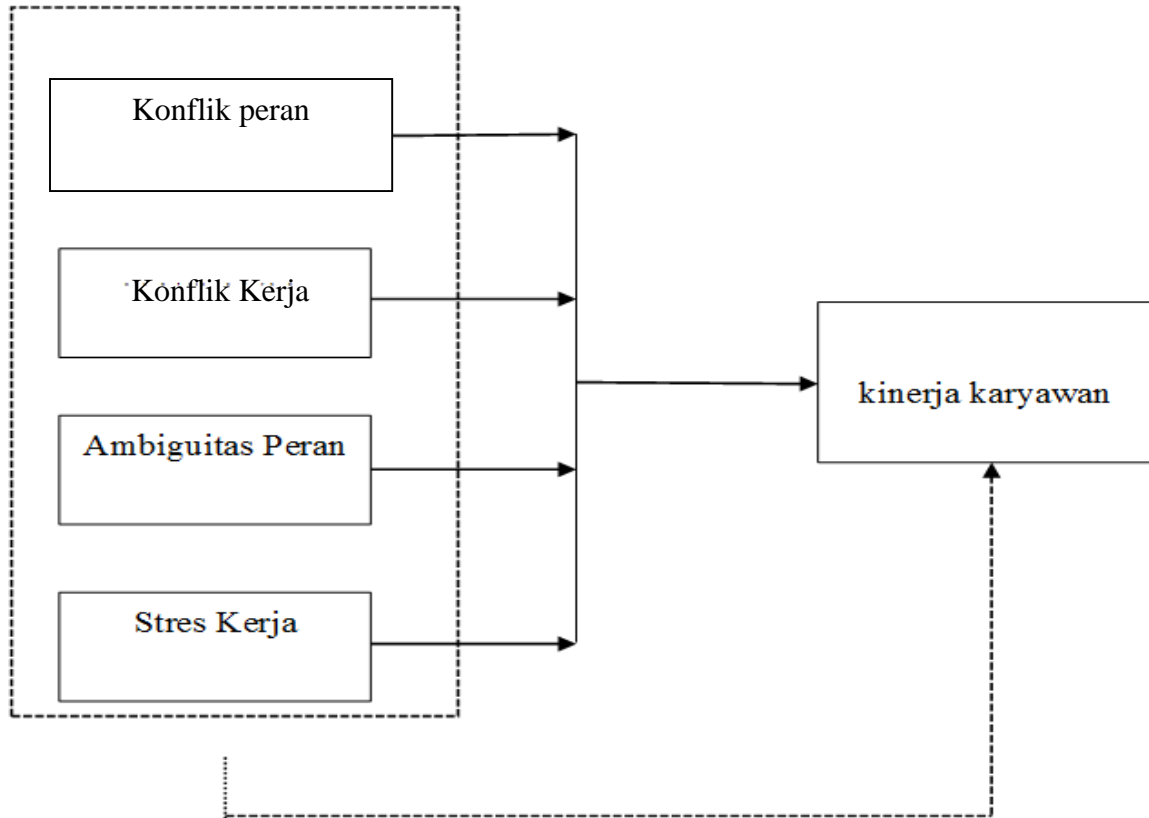 Konflik peran
Konflik Kerja
Ambiguitas Peran
Stres Kerja
kinerja karyawan